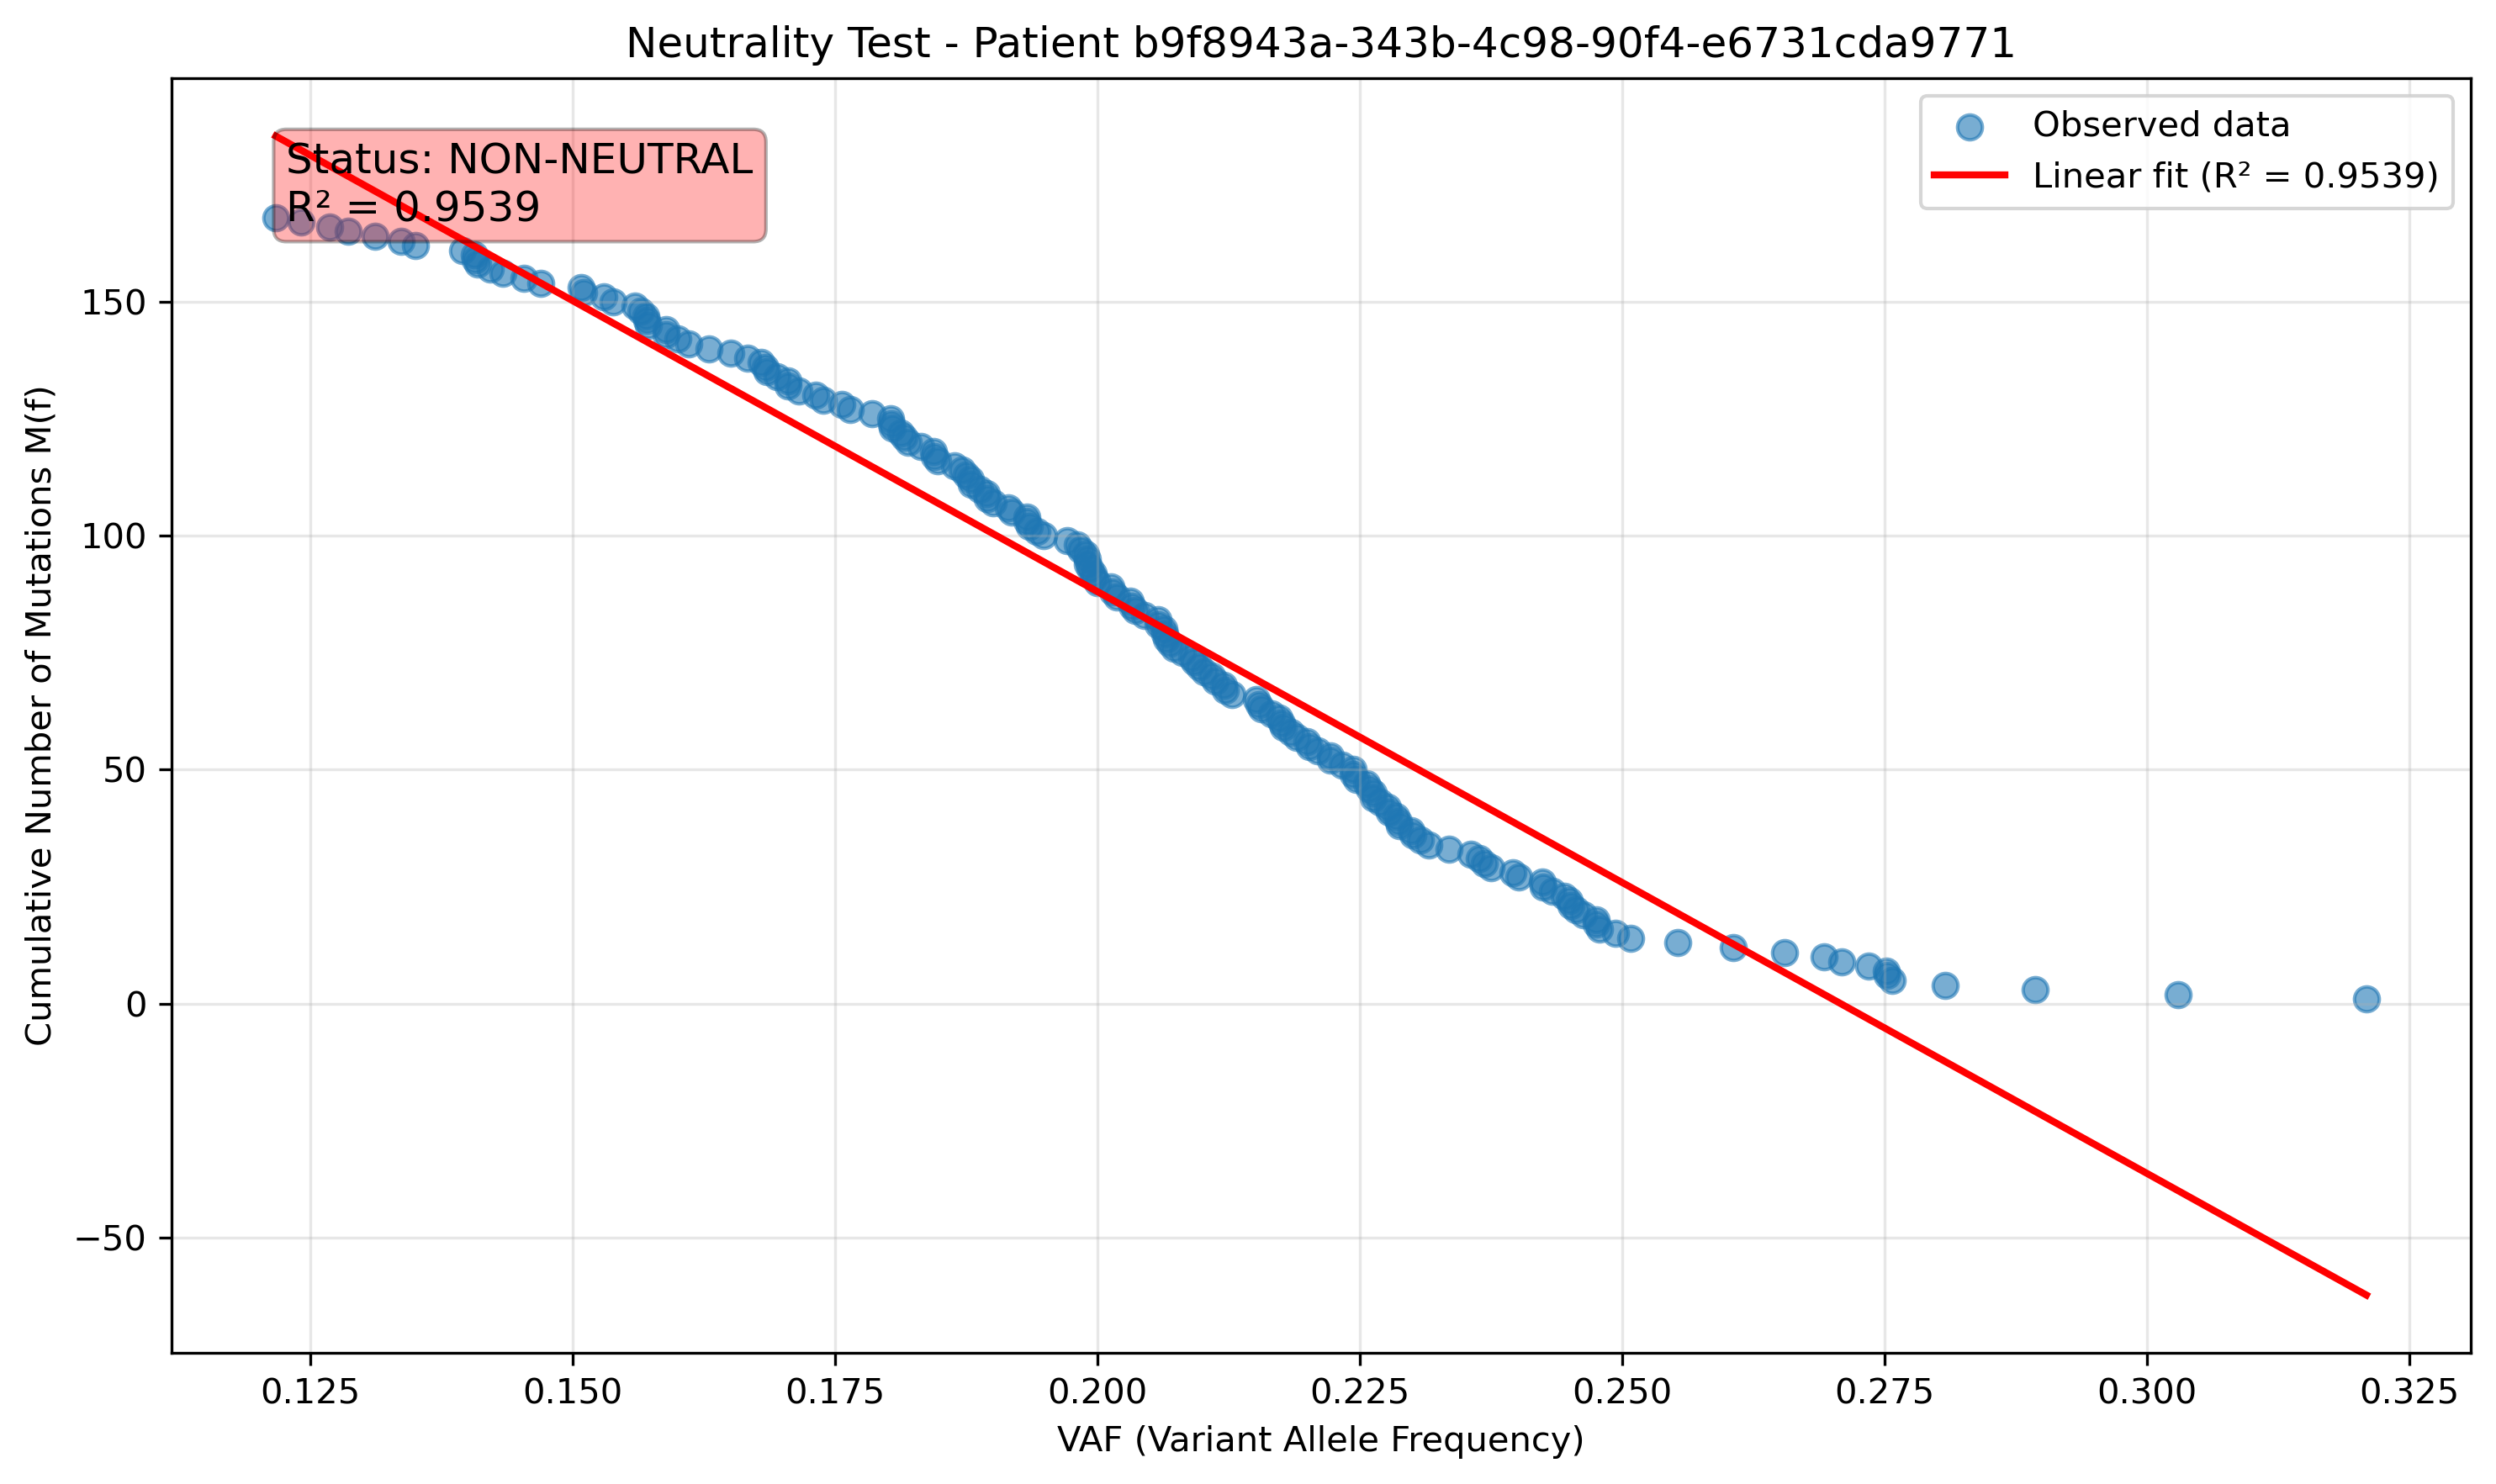 Neutrality Test - Patient b9f8943a-343b-4c98-90f4-e6731cda9771
Status: NON-NEUTRAL
R² = 0.9539
Observed data
Linear fit (R² = 0.9539)
Cumulative Number of Mutations M(f)
150
100
50
0
−50
0.125
0.150
0.175
0.200
0.225
0.250
0.275
0.300
0.325
VAF (Variant Allele Frequency)